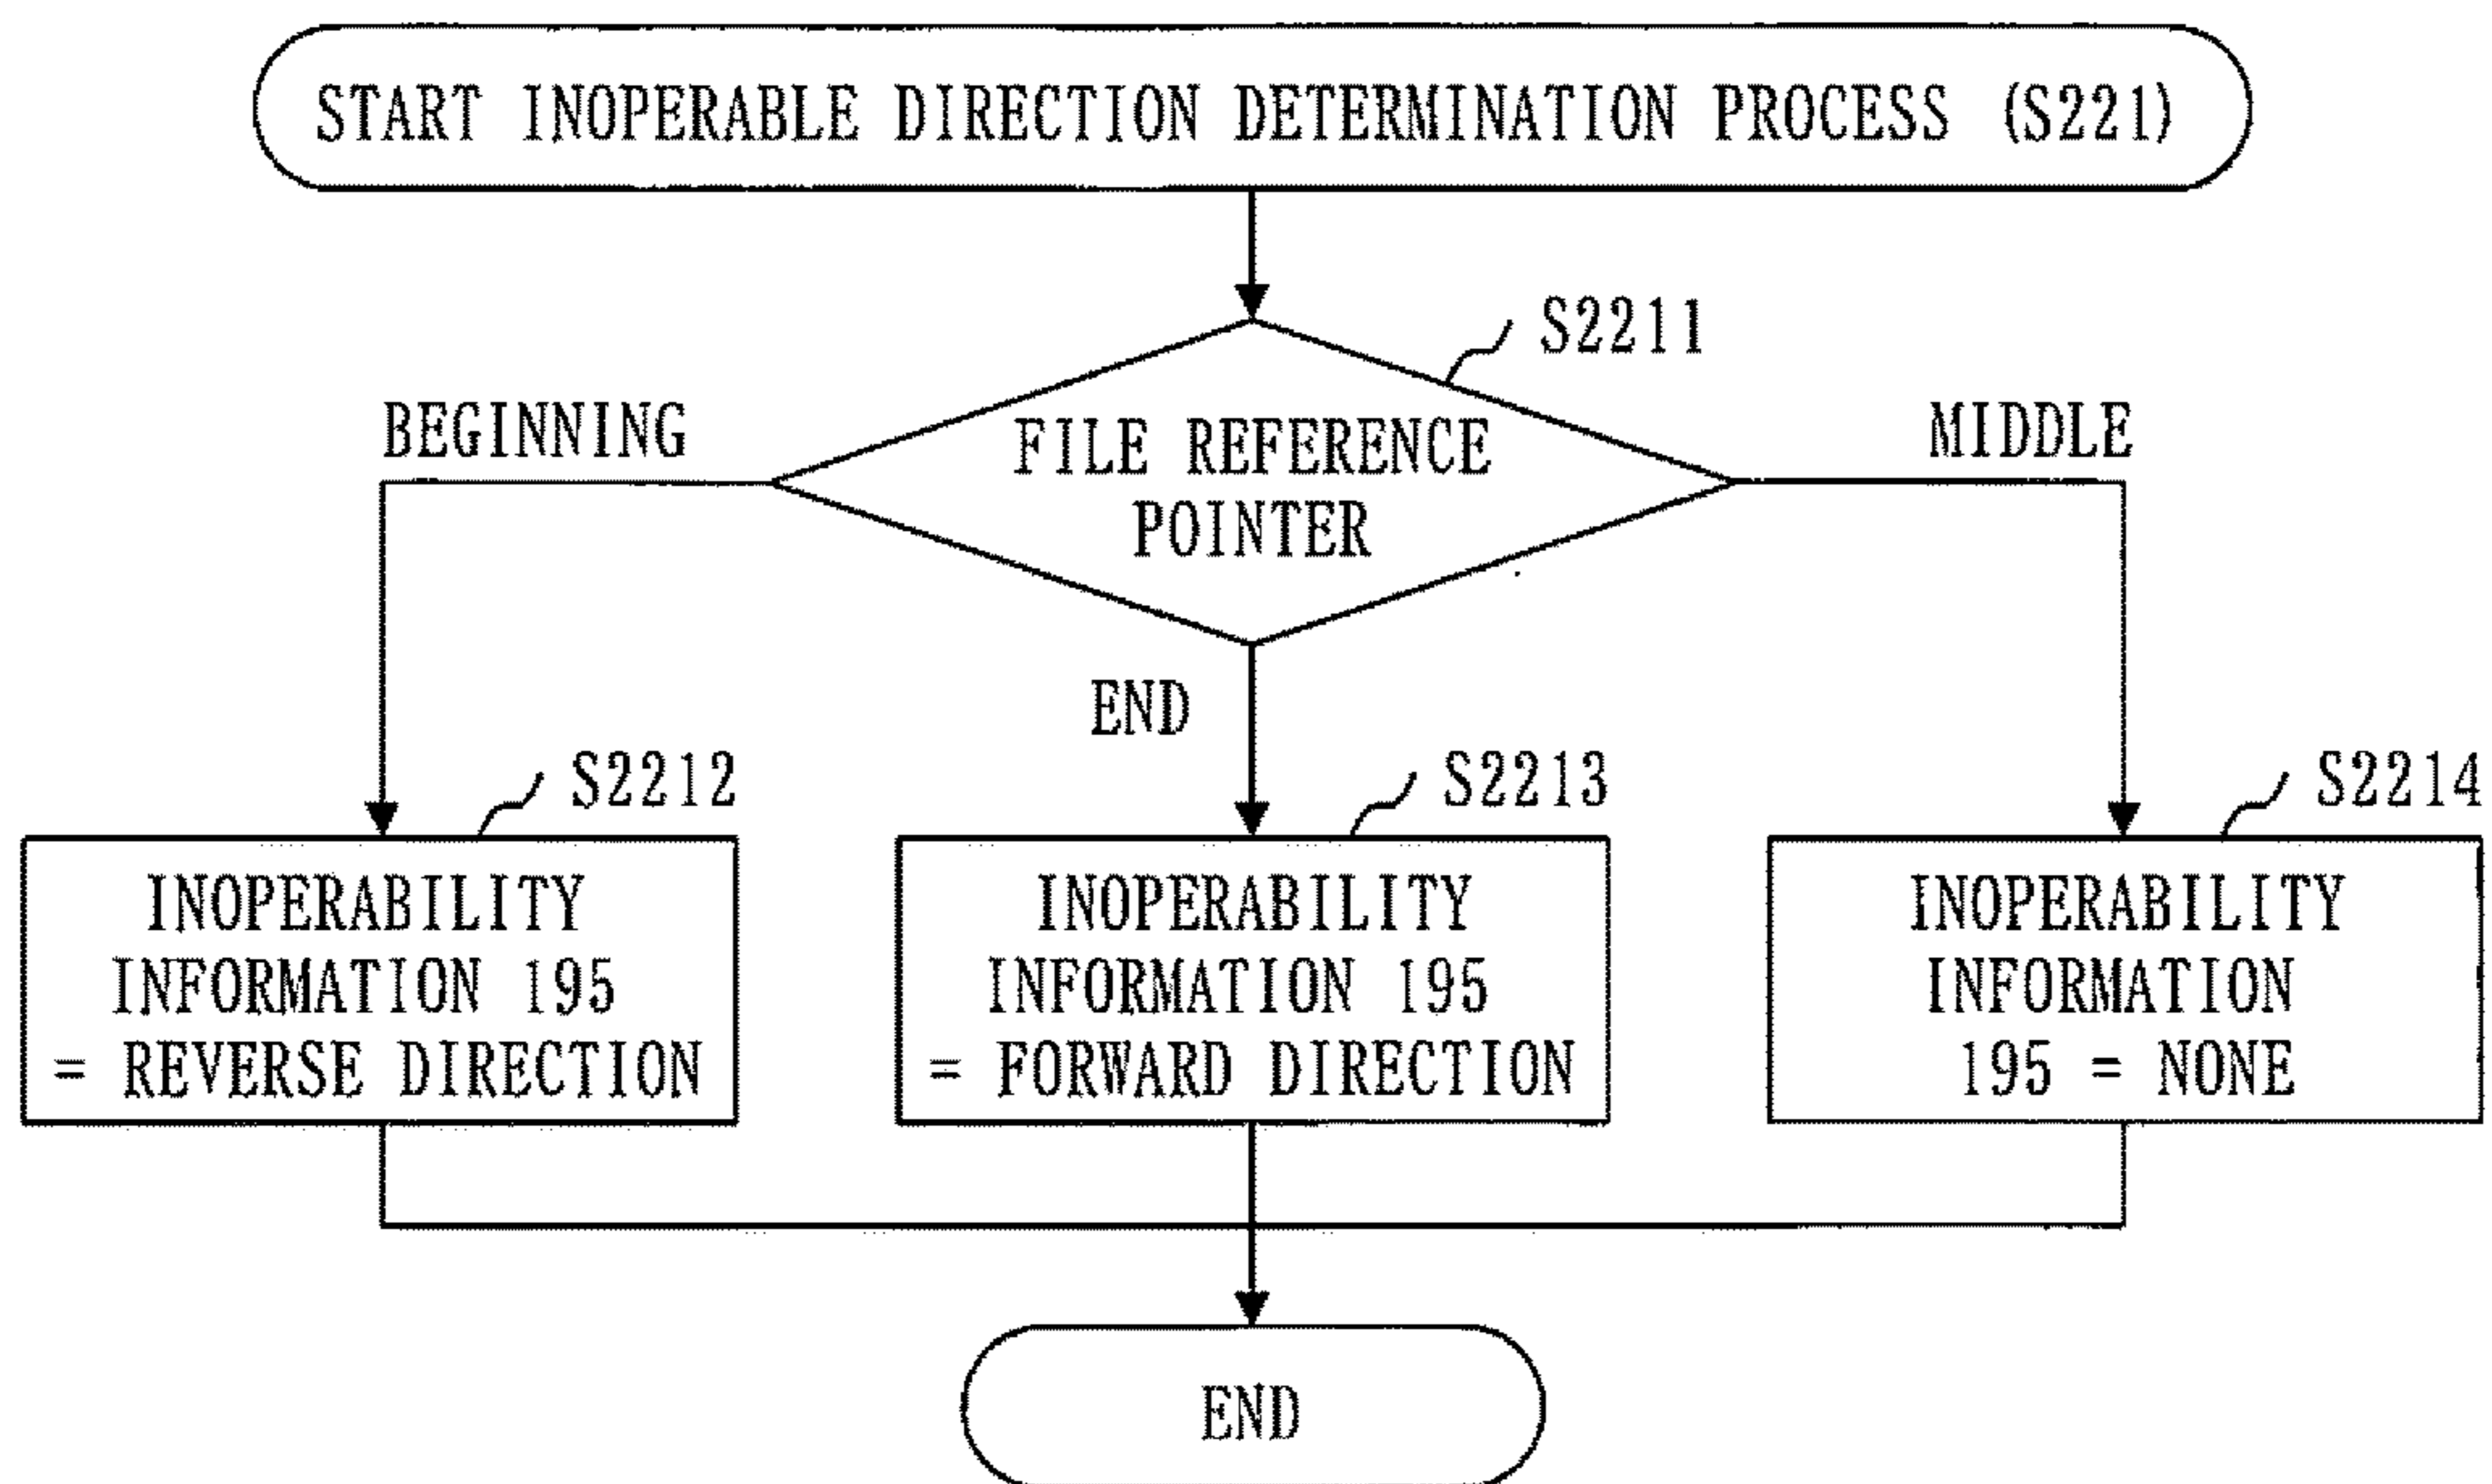 START INOPERABLE DIRECTION DETERMINATION PROCESS (S221)
S2211
BEGINNING
FILE REFERENCE
POINTER
MIDDLE
END
S2212
INOPERABILITY
INFORMATION 195
= REVERSE DIRECTION
S2213
INOPERABILITY
INFORMATION 195
= FORWARD DIRECTION
S2214
INOPERABILITY
INFORMATION
195 = NONE
END